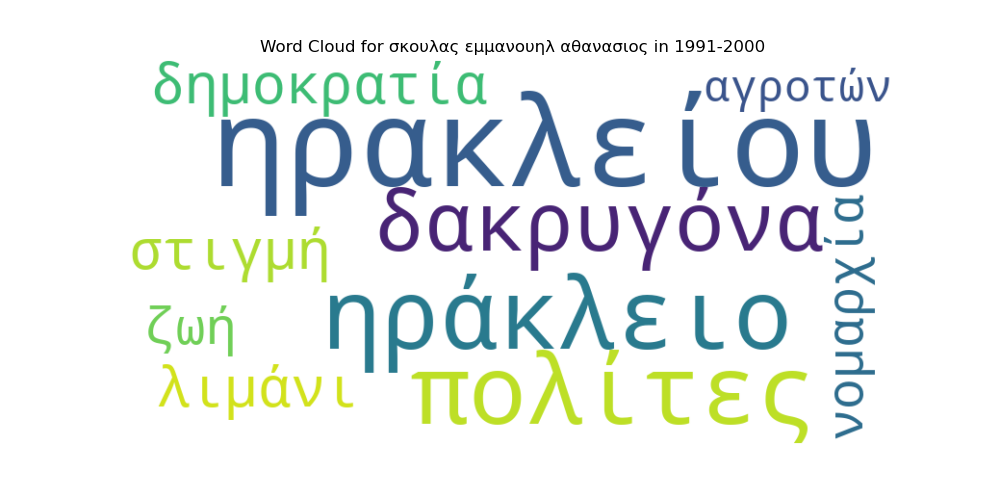 Word Cloud for σκουλας εμμανουηλ αθανασιος in 1991-2000
δημοκρατία
αγροτών
ηρακλείου
δακρυγόνα
νομαρχία
στιγμή
ηράκλειο
ζωή
πολίτες
λιμάνι